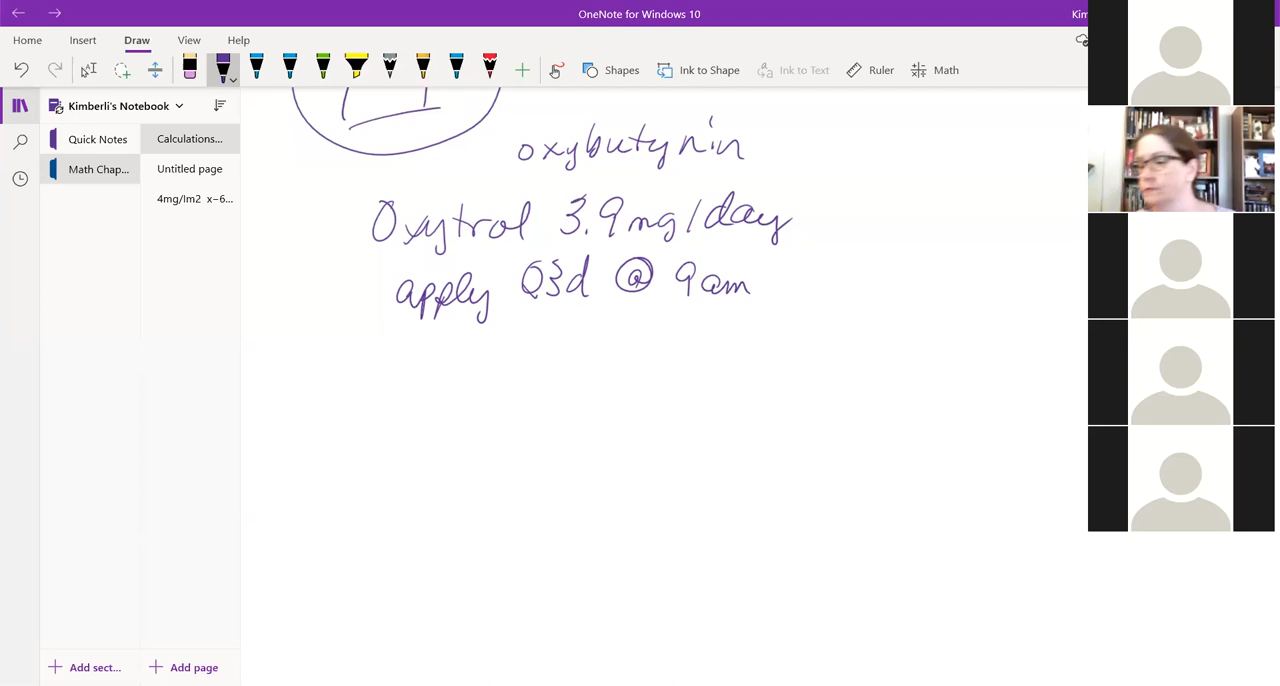 OneNote for Windows 10
Kim
Home Insert Draw View Help
Shapes Ink to Shape Ink to Text Ruler Math
Kimberli's Notebook
Quick Notes
Math Chap...
Calculations...
Untitled page
4mg/lm2 x-6...
oxybutynin
Oxytrol 3.9mg/day
apply Q3d @ 9am
Add sect...
Add page